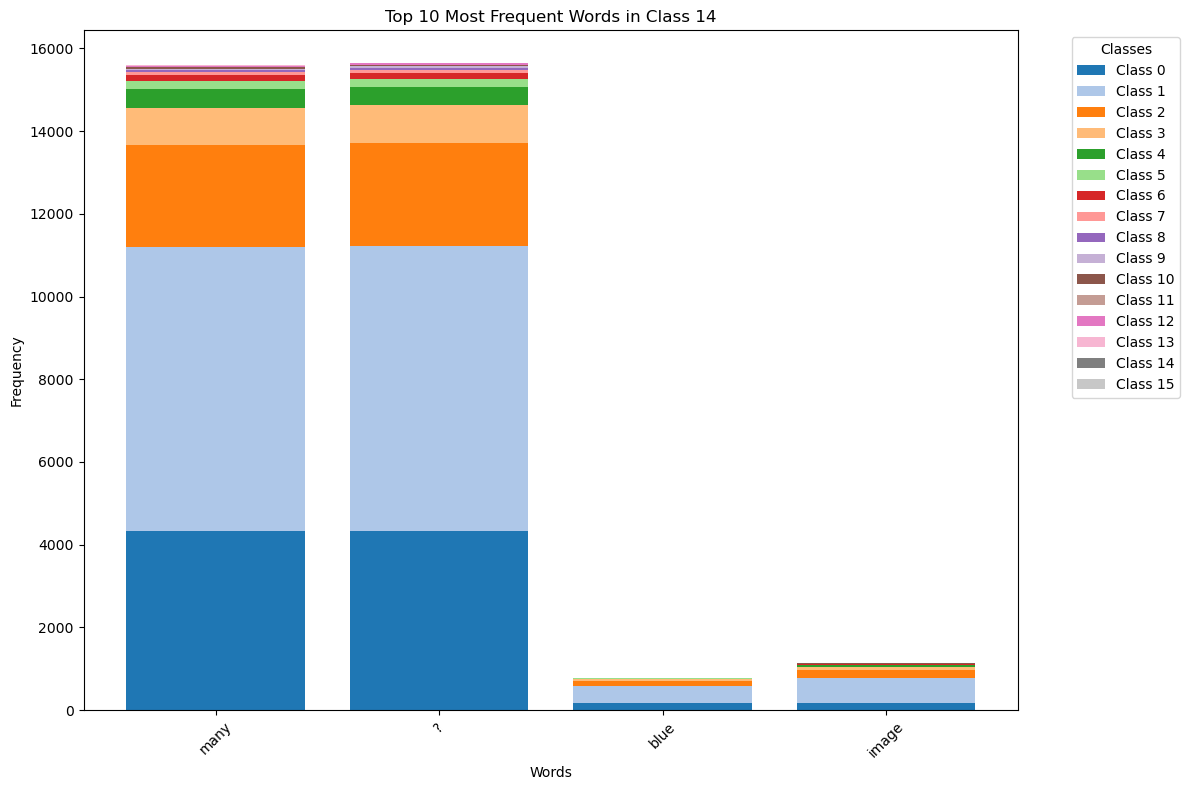 Top 10 Most Frequent Words in Class 14
16000
14000
12000
10000
8000
6000
4000
2000
0
Frequency
many
?
blue
image
Words
Classes
Class 0
Class 1
Class 2
Class 3
Class 4
Class 5
Class 6
Class 7
Class 8
Class 9
Class 10
Class 11
Class 12
Class 13
Class 14
Class 15